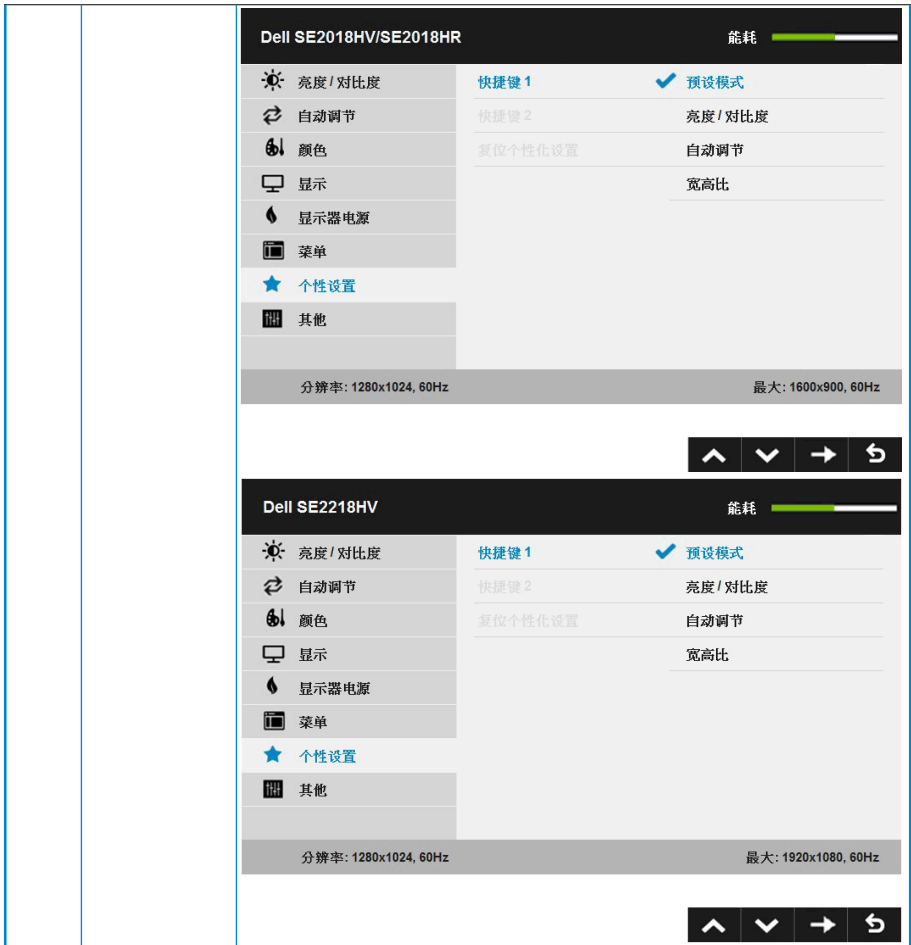 Dell SE2018HV/SE2018HR 能耗
亮度 / 对比度 快捷键 1 预设模式
自动调节 快捷键 2 亮度 / 对比度
颜色 复位个性化设置 自动调节
显示 宽高比
显示器电源
菜单
个性设置
其他
分辨率: 1280x1024, 60Hz 最大: 1600x900, 60Hz
Dell SE2218HV 能耗
亮度 / 对比度 快捷键 1 预设模式
自动调节 快捷键 2 亮度 / 对比度
颜色 复位个性化设置 自动调节
显示 宽高比
显示器电源
菜单
个性设置
其他
分辨率: 1280x1024, 60Hz 最大: 1920x1080, 60Hz